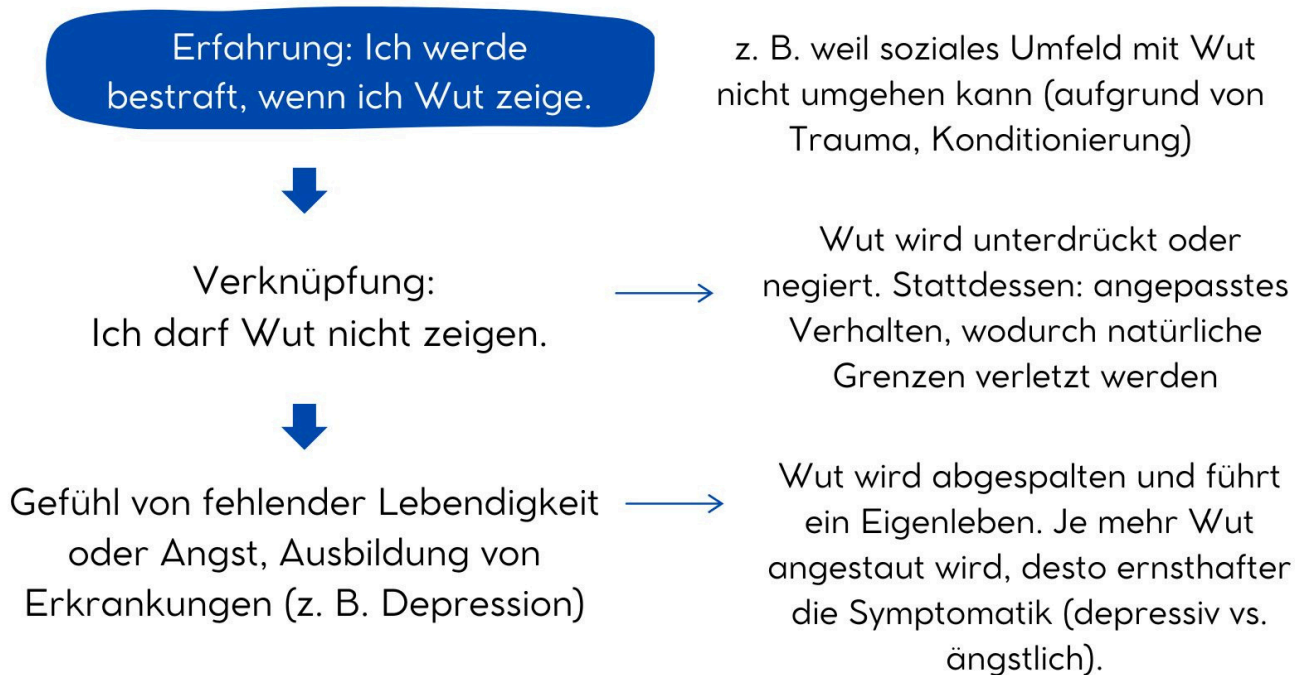 Erfahrung: Ich werde
bestraft, wenn ich Wut zeige.
z. B. weil soziales Umfeld mit Wut
nicht umgehen kann (aufgrund von
Trauma, Konditionierung)
Verknüpfung:
Ich darf Wut nicht zeigen.
Wut wird unterdrückt oder
negiert. Stattdessen: angepasstes
Verhalten, wodurch natürliche
Grenzen verletzt werden
Gefühl von fehlender Lebendigkeit
oder Angst, Ausbildung von
Erkrankungen (z. B. Depression)
Wut wird abgespalten und führt
ein Eigenleben. Je mehr Wut
angestaut wird, desto ernsthafter
die Symptomatik (depressiv vs.
ängstlich).